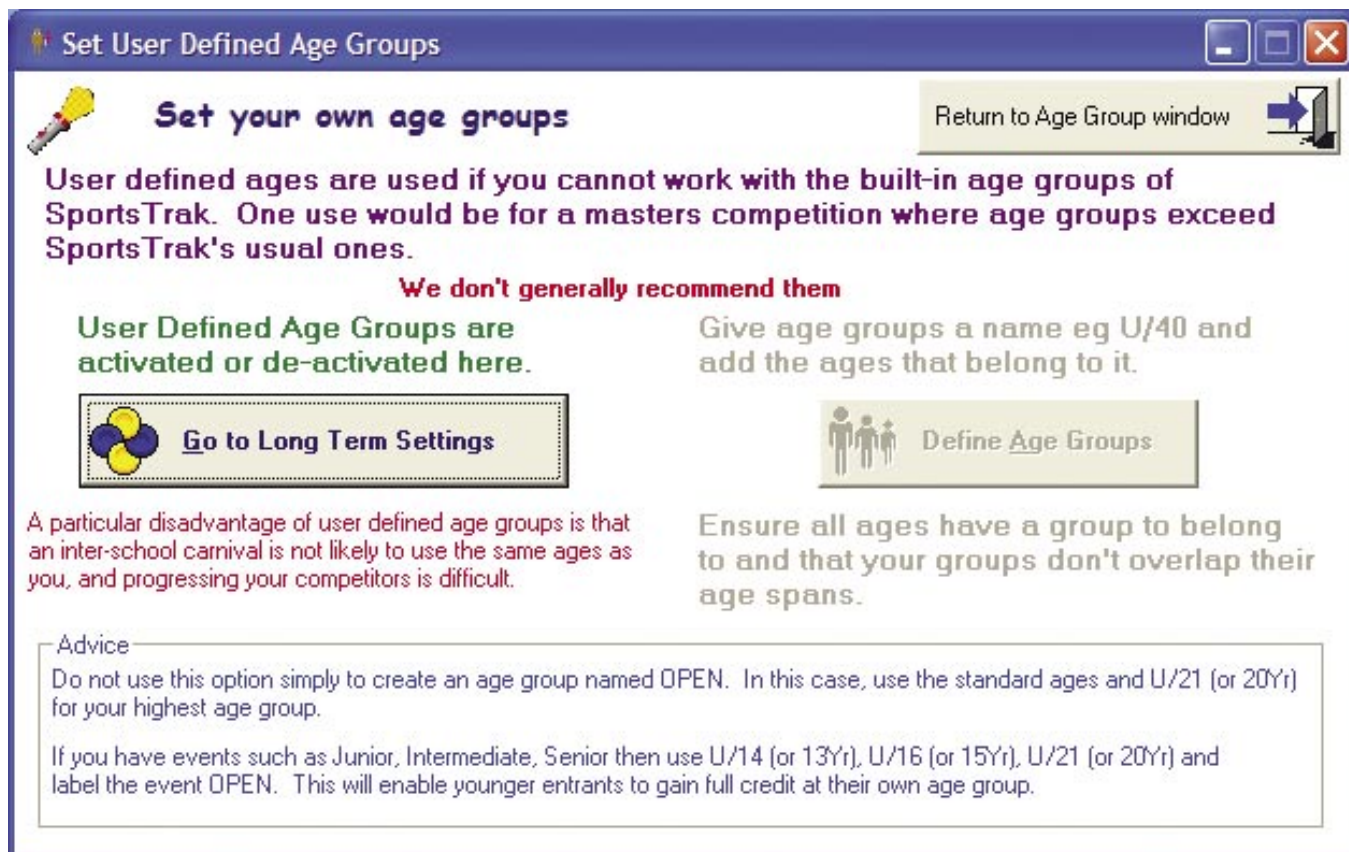 Set User Defined Age Groups
Set your own age groups
Return to Age Group window
User defined ages are used if you cannot work with the built-in age groups of
SportsTrak.  One use would be for a masters competition where age groups exceed
SportsTrak's usual ones.
We don't generally recommend them
User Defined Age Groups are
activated or de-activated here.
Go to Long Term Settings
A particular disadvantage of user defined age groups is that
an inter-school carnival is not likely to use the same ages as
you, and progressing your competitors is difficult.
Give age groups a name eg U/40 and
add the ages that belong to it.
Define Age Groups
Ensure all ages have a group to belong
to and that your groups don't overlap their
age spans.
Advice
Do not use this option simply to create an age group named OPEN.  In this case, use the standard ages and U/21 (or 20Yr)
for your highest age group.
If you have events such as Junior, Intermediate, Senior then use U/14 (or 13Yr), U/16 (or 15Yr), U/21 (or 20Yr) and
label the event OPEN.  This will enable younger entrants to gain full credit at their own age group.